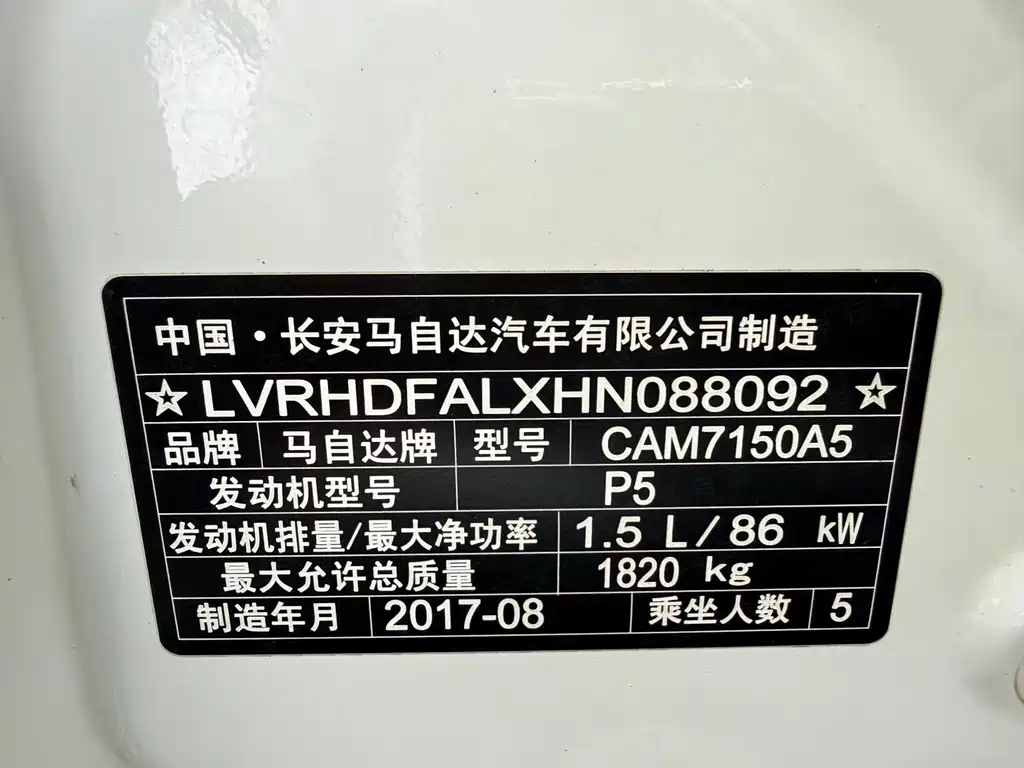 中国·长安马自达汽车有限公司制造
☆LVRHDFALXHN088092☆
品牌 马自达牌 型号 CAM7150A5
发动机型号 P5
发动机排量/最大净功率 1.5 L/86 kW
最大允许总质量 1820 kg
制造年月 2017-08 乘坐人数 5